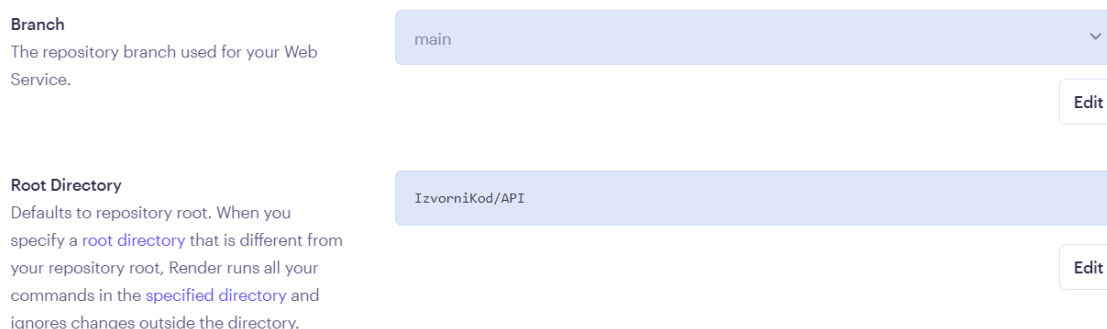 Branch
The repository branch used for your Web
Service.
main
Edit
Root Directory
Defaults to repository root. When you
specify a root directory that is different from
your repository root, Render runs all your
commands in the specified directory and
ignores changes outside the directory.
IzvorniKod/API
Edit